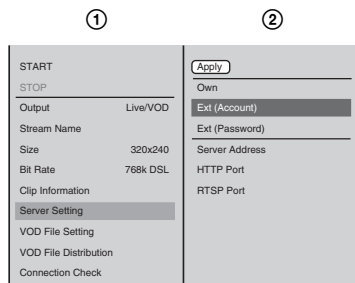 ① ②
START
STOP
Output Live/VOD
Stream Name
Size 320x240
Bit Rate 768k DSL
Clip Information
Server Setting
VOD File Setting
VOD File Distribution
Connection Check
Apply
Own
Ext (Account)
Ext (Password)
Server Address
HTTP Port
RTSP Port